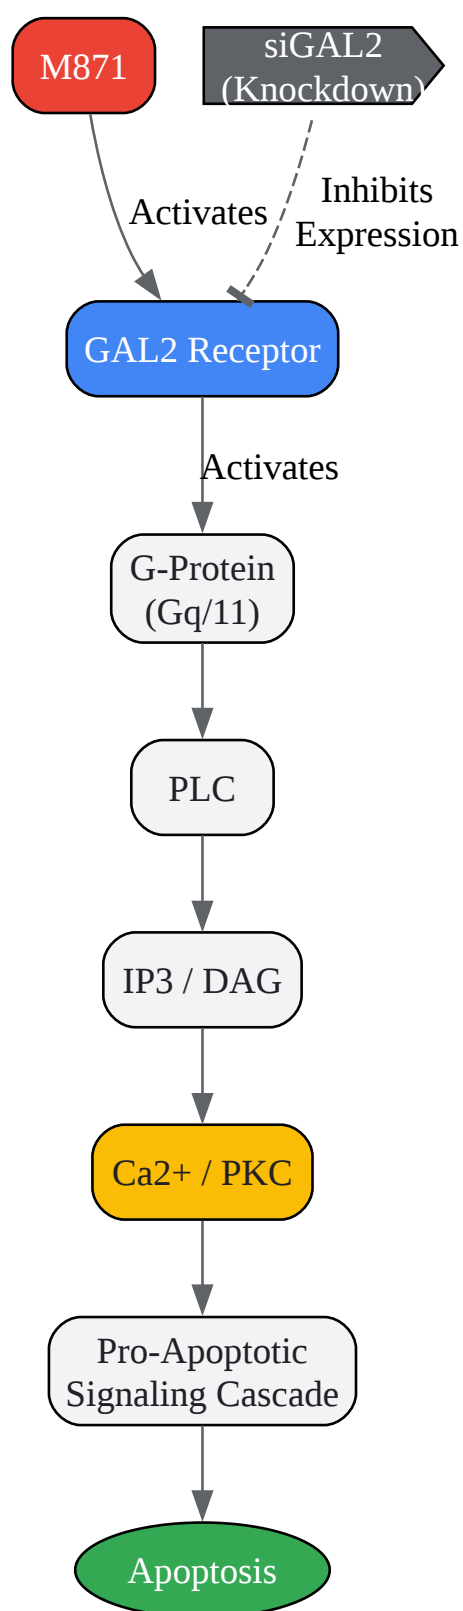 M871
siGAL2
(Knockdown)
Activates
Inhibits
Expression
GAL2 Receptor
Activates
G-Protein
(Gq/11)
PLC
IP3 / DAG
Ca2+ / PKC
Pro-Apoptotic
Signaling Cascade
Apoptosis